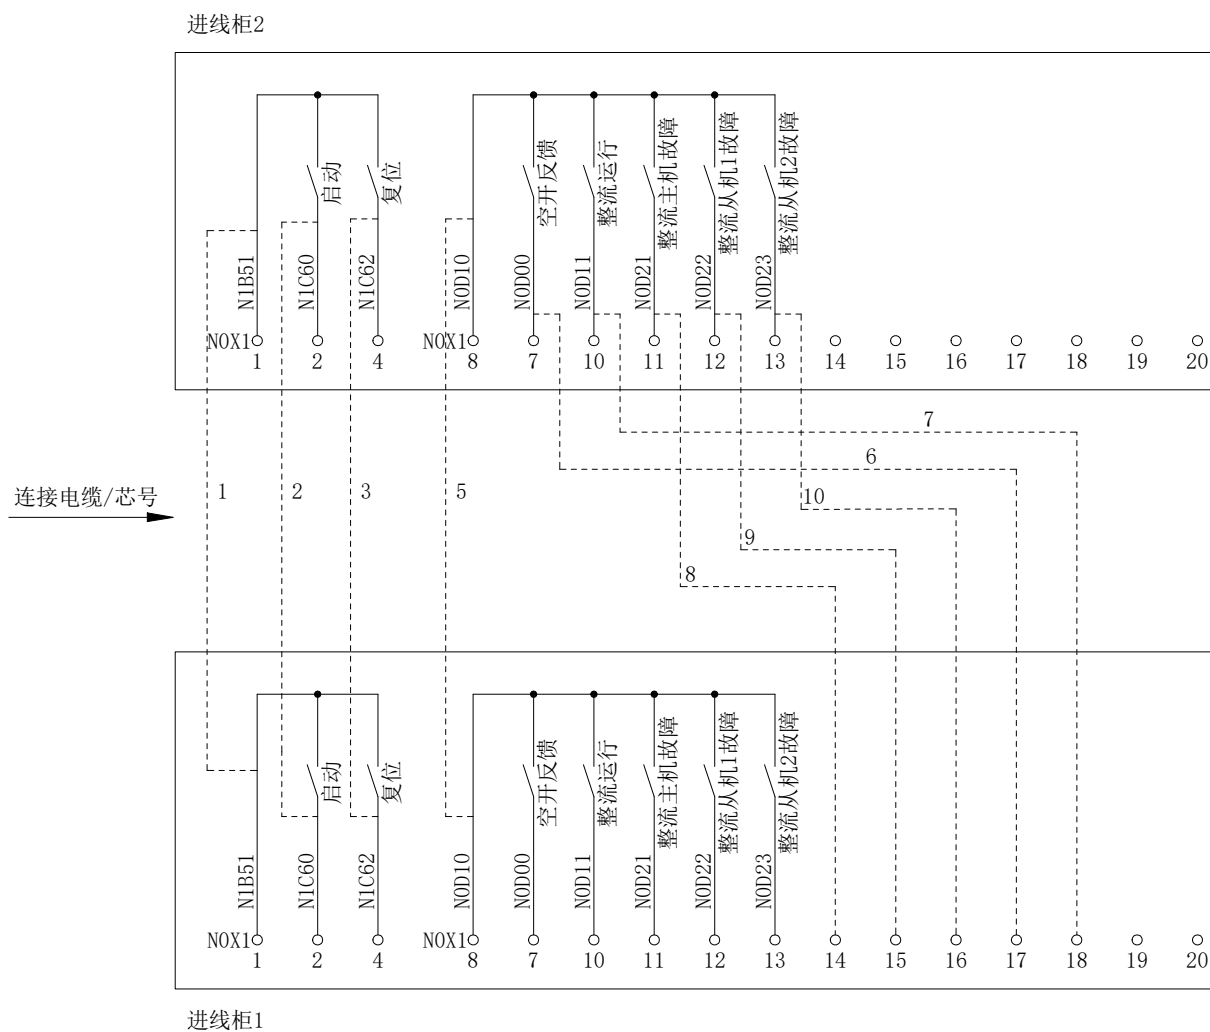 进线柜2
启动
复位
空开反馈
整流运行
整流主机故障
整流从机1故障
整流从机2故障
N1B51
N1C60
N1C62
N0D10
N0D00
N0D11
N0D21
N0D22
N0D23
NOX1 NOX1
1 2 4 8 7 10 11 12 13 14 15 16 17 18 19 20
7
6
连接电缆/芯号 1 2 3 5 10
9
8
启动
复位
空开反馈
整流运行
整流主机故障
整流从机1故障
整流从机2故障
N1B51
N1C60
N1C62
N0D10
N0D00
N0D11
N0D21
N0D22
N0D23
NOX1 NOX1
1 2 4 8 7 10 11 12 13 14 15 16 17 18 19 20
进线柜1